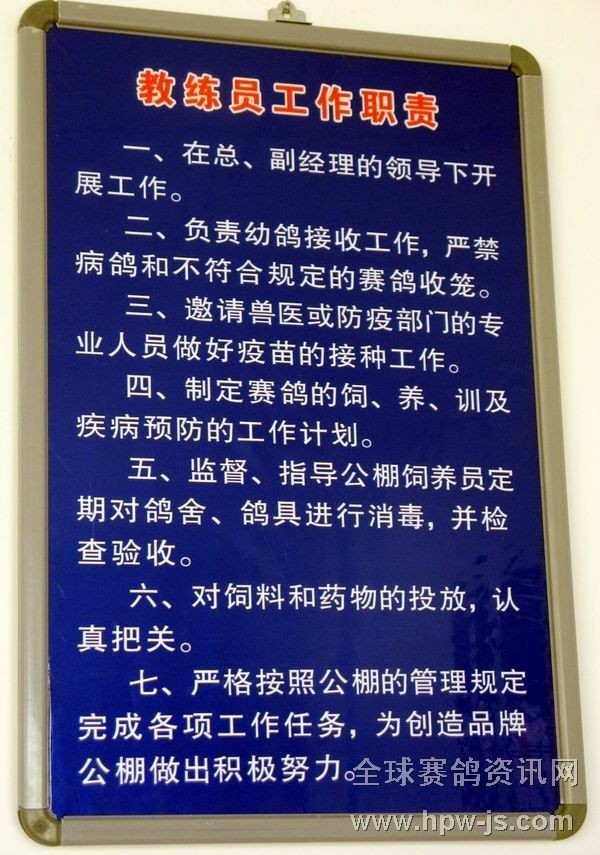 教练员工作职责
一、在总、副经理的领导下开
展工作。
二、负责幼鸽接收工作，严禁
病鸽和不符合规定的赛鸽收笼。
三、邀请兽医或防疫部门的专
业人员做好疫苗的接种工作。
四、制定赛鸽的饲、养、训及
疾病预防的工作计划。
五、监督、指导公棚饲养员定
期对鸽舍、鸽具进行消毒，并检
查验收。
六、对饲料和药物的投放，认
真把关。
七、严格按照公棚的管理规定
完成各项工作任务，为创造品牌
公棚做出积极努力。
全球赛鸽资讯网
www.hpw-js.com